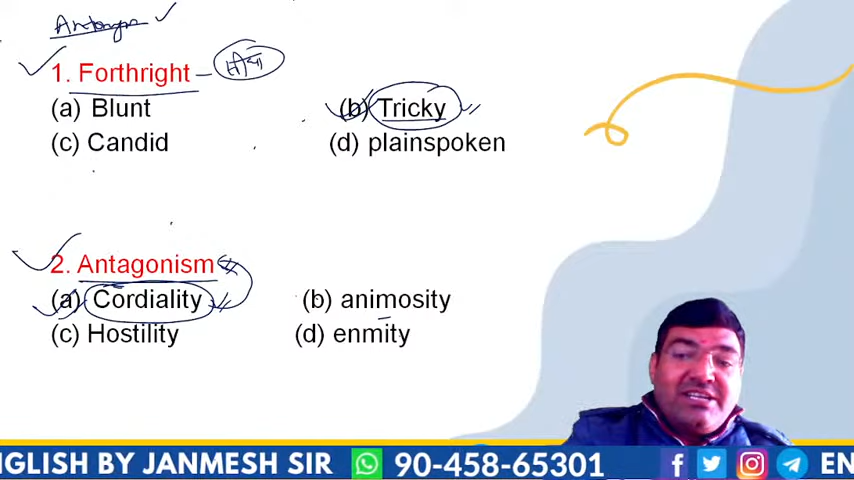 Antonym
1. Forthright
(a) Blunt (b) Tricky
(c) Candid (d) plainspoken
2. Antagonism
(a) Cordiality (b) animosity
(c) Hostility (d) enmity
NGLISH BY JANMESH SIR 90-458-65301 EN